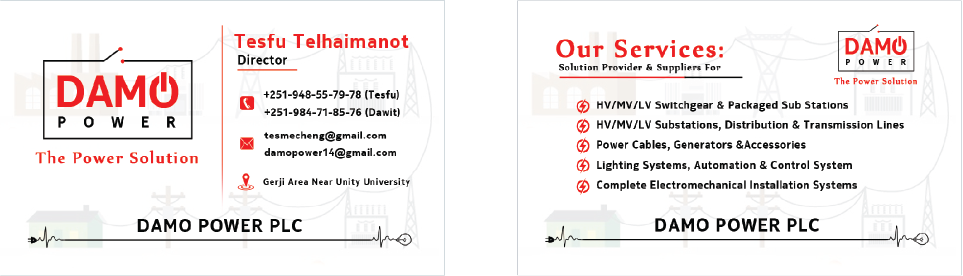 DAMO
POWER
The Power Solution
Tesfu Telhaimanot
Director
+251-948-55-79-78 (Tesfu)
+251-984-71-85-76 (Dawit)
tesmecheng@gmail.com
damopower14@gmail.com
Gerji Area Near Unity University
DAMO POWER PLC
Our Services:
Solution Provider & Suppliers For
DAMO
POWER
The Power Solution
HV/MV/LV Switchgear & Packaged Sub Stations
HV/MV/LV Substations, Distribution & Transmission Lines
Power Cables, Generators &Accessories
Lighting Systems, Automation & Control System
Complete Electromechanical Installation Systems
DAMO POWER PLC